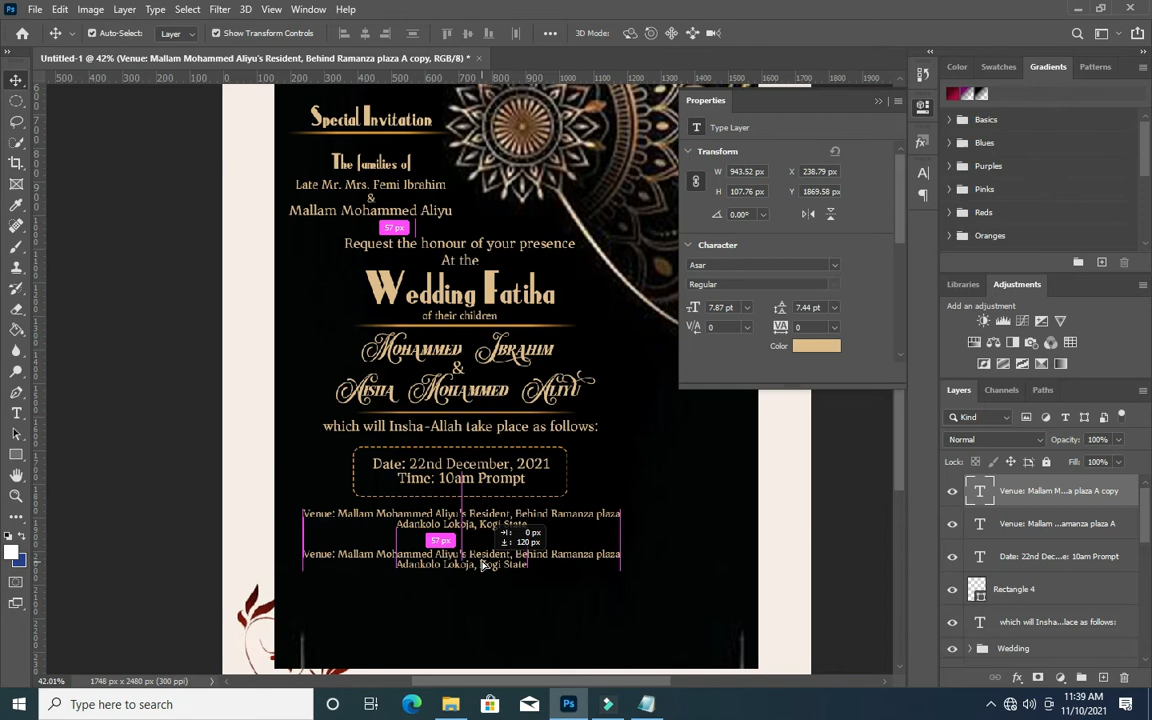 File Edit Image Layer Type Select Filter 3D View Window Help
Auto-Select: Layer Show Transform Controls 3D Mode:
Untitled-1 @ 42% (Venue: Mallam Mohammed Aliyu's Resident, Behind Ramanza plaza A copy, RGB/8) *
Color Swatches Gradients Patterns
Basics
Blues
Purples
Pinks
Reds
Oranges
Libraries Adjustments
Add an adjustment
Layers Channels Paths
Kind
Normal Opacity: 100%
Lock: Fill: 100%
Venue: Mallam M...a plaza A copy
Venue: Mallam ...amanza plaza A
Date: 22nd Dec...e: 10am Prompt
Rectangle 4
which will Insha...lace as follows:
Wedding
Properties
Type Layer
Transform
W 943.52 px X 238.79 px
H 107.76 px Y 1869.58 px
0.00°
Character
Asar
Regular
7.87 pt 7.44 pt
0 0
Color
Special Invitation
The families of
Late Mr. Mrs. Femi Ibrahim
&
Mallam Mohammed Aliyu
57 px
Request the honour of your presence
At the
Wedding Fatiha
of their children
Mohammed Ibrahim
&
Aisha Mohammed Aliyu
which will Insha-Allah take place as follows:
Date: 22nd December, 2021
Time: 10am Prompt
Venue: Mallam Mohammed Aliyu's Resident, Behind Ramanza plaza
Adankolo Lokoja, Kogi State
57 px
0 px
120 px
Venue: Mallam Mohammed Aliyu's Resident, Behind Ramanza plaza
Adankolo Lokoja, Kogi State
42.01% 1748 px x 2480 px (300 ppi)
Type here to search
11:39 AM
11/10/2021